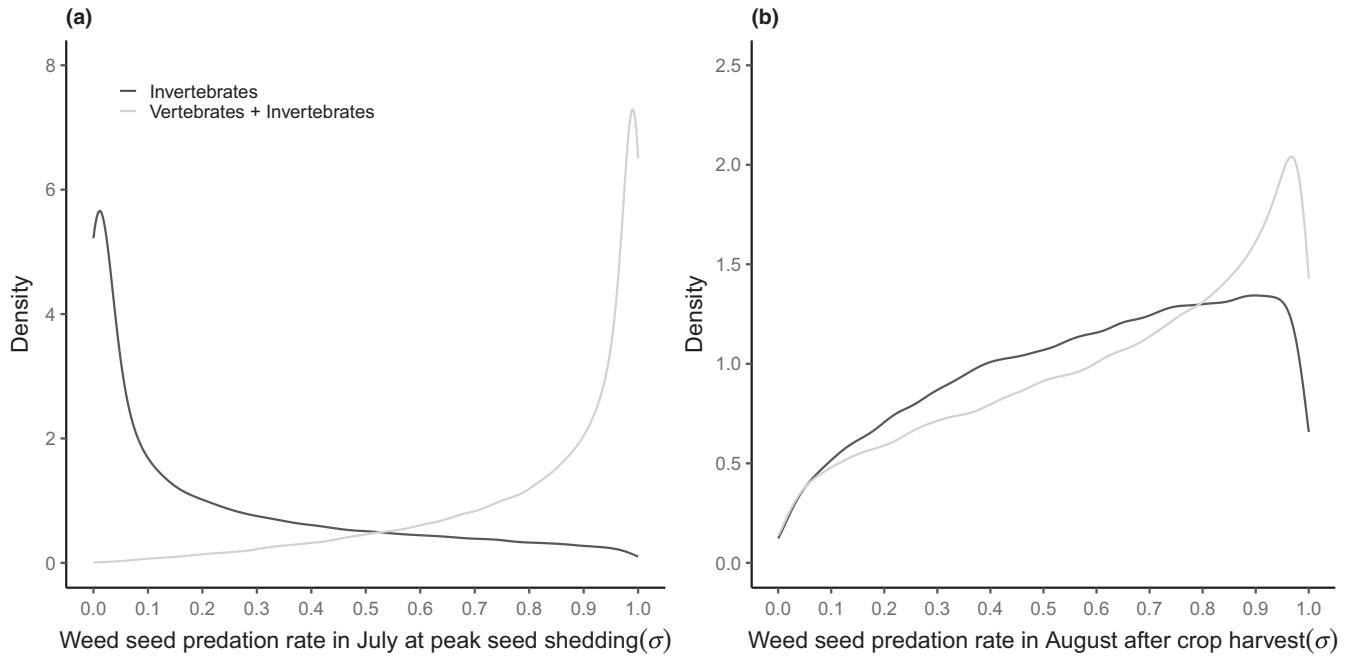 (a)
8
6
4
2
0
Density
Invertebrates
Vertebrates + Invertebrates
0.0 0.1 0.2 0.3 0.4 0.5 0.6 0.7 0.8 0.9 1.0
Weed seed predation rate in July at peak seed shedding(σ)
(b)
2.5
2.0
1.5
1.0
0.5
0.0
Density
0.0 0.1 0.2 0.3 0.4 0.5 0.6 0.7 0.8 0.9 1.0
Weed seed predation rate in August after crop harvest(σ)